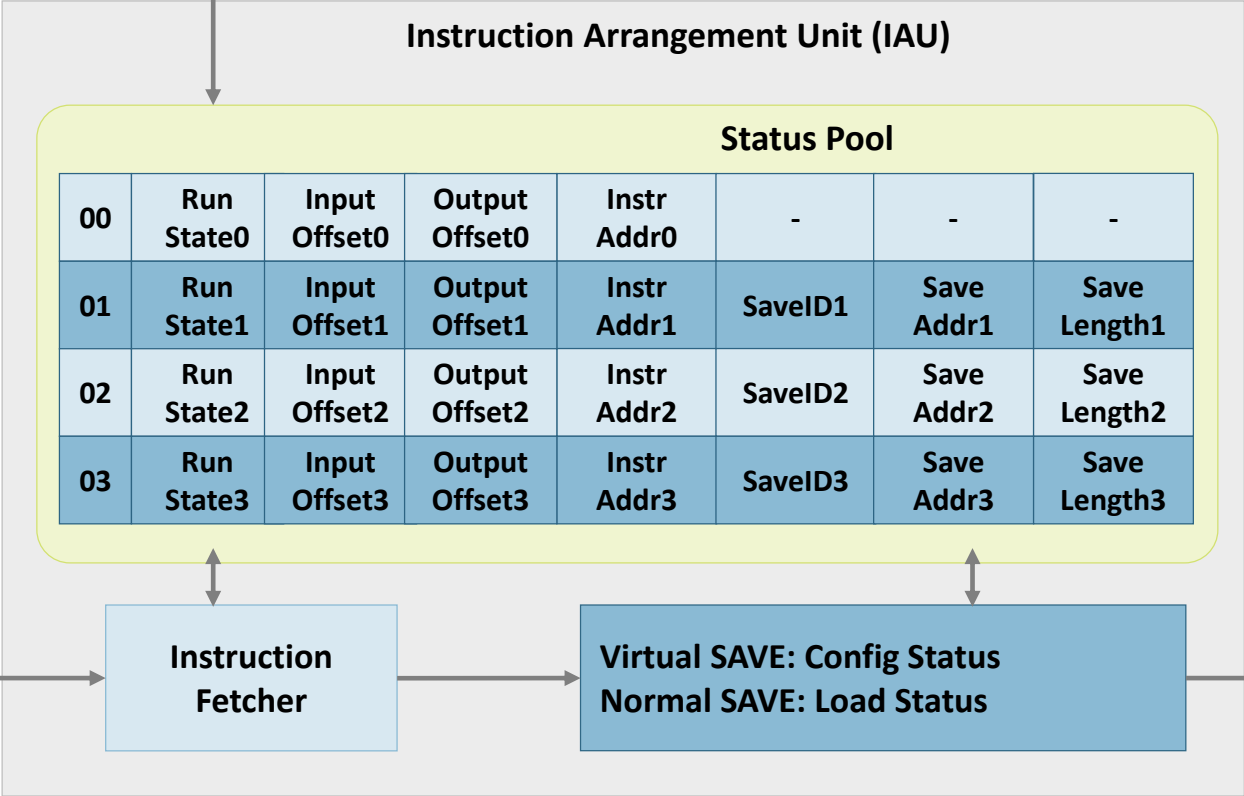 Instruction Arrangement Unit (IAU)
Status Pool
00 Run State0 Input Offset0 Output Offset0 Instr Addr0 - - -
01 Run State1 Input Offset1 Output Offset1 Instr Addr1 SaveID1 Save Addr1 Save Length1
02 Run State2 Input Offset2 Output Offset2 Instr Addr2 SaveID2 Save Addr2 Save Length2
03 Run State3 Input Offset3 Output Offset3 Instr Addr3 SaveID3 Save Addr3 Save Length3
Instruction
Fetcher
Virtual SAVE: Config Status
Normal SAVE: Load Status